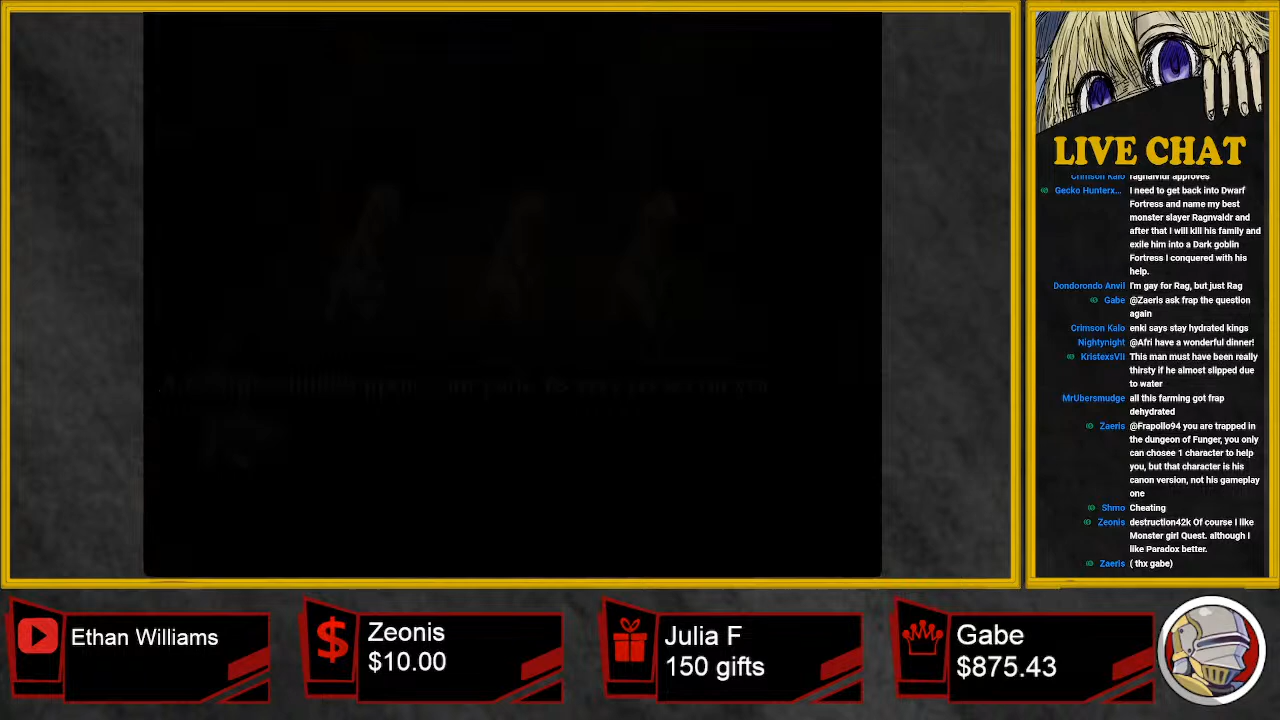 LIVE CHAT
Crimson Kalo ragnalvldr approves
Gecko Hunterx... I need to get back into Dwarf
Fortress and name my best
monster slayer Ragnvaldr and
after that I will kill his family and
exile him into a Dark goblin
Fortress I conquered with his
help.
Dondorondo Anvil I'm gay for Rag, but just Rag
Gabe @Zaeris ask frap the question
again
Crimson Kalo enki says stay hydrated kings
Nightynight @Afri have a wonderful dinner!
KristexsVII This man must have been really
thirsty if he almost slipped due
to water
MrUbersmudge all this farming got frap
dehydrated
Zaeris @Frapollo94 you are trapped in
the dungeon of Funger, you only
can chosee 1 character to help
you, but that character is his
canon version, not his gameplay
one
Shmo Cheating
Zeonis destruction42k Of course I like
Monster girl Quest. although I
like Paradox better.
Zaeris ( thx gabe)
Ethan Williams
Zeonis
$10.00
Julia F
150 gifts
Gabe
$875.43